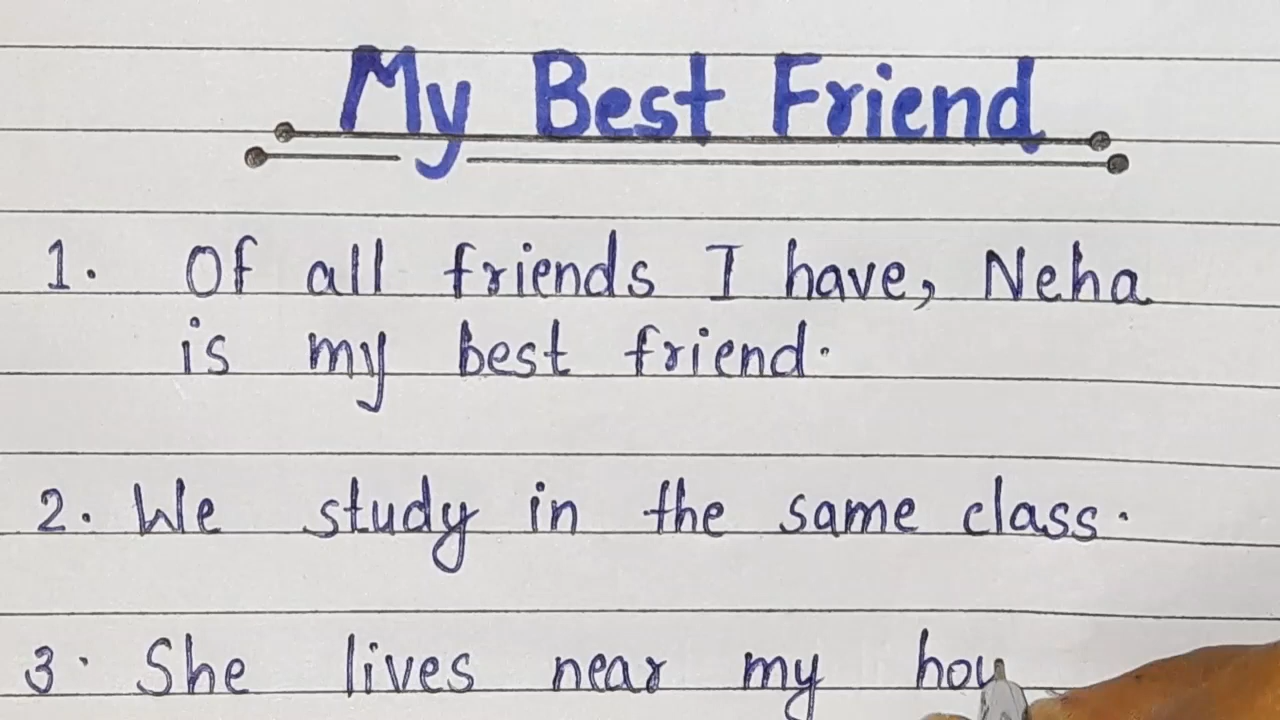 My Best Friend
1. Of all friends I have, Neha
is my best friend.
2. We study in the same class.
3. She lives near my hou